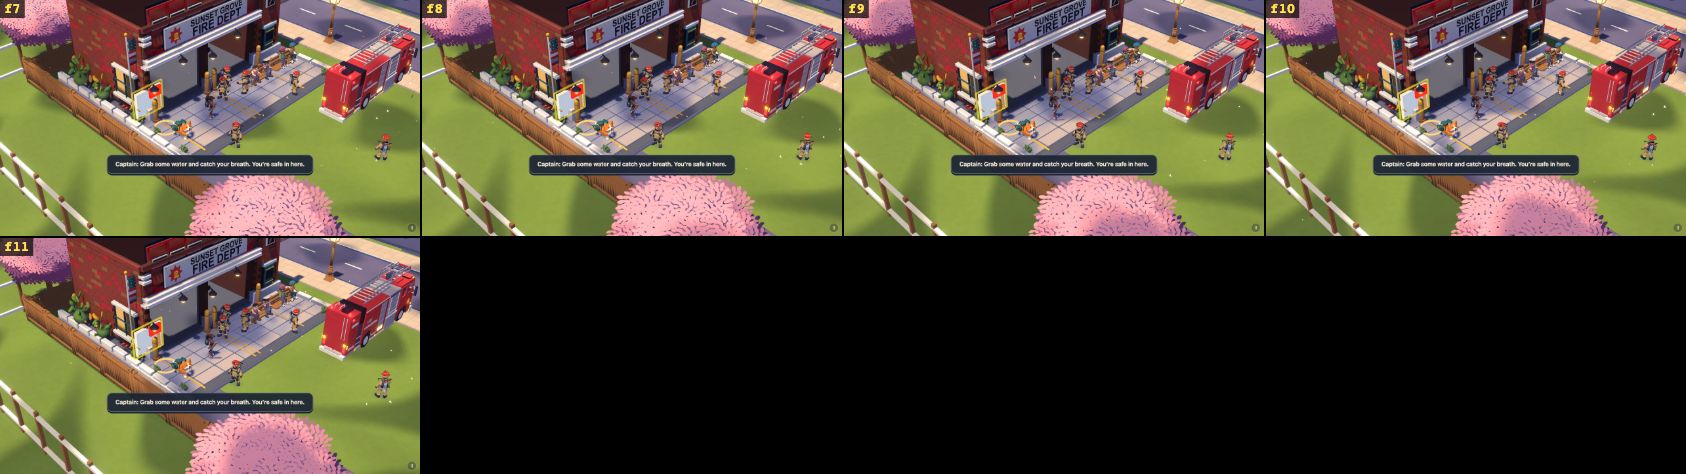 f7
SUNSET GROVE
FIRE DEPT
Captain: Grab some water and catch your breath. You're safe in here.
f8
SUNSET GROVE
FIRE DEPT
Captain: Grab some water and catch your breath. You're safe in here.
f9
SUNSET GROVE
FIRE DEPT
Captain: Grab some water and catch your breath. You're safe in here.
f10
SUNSET GROVE
FIRE DEPT
Captain: Grab some water and catch your breath. You're safe in here.
f11
SUNSET GROVE
FIRE DEPT
Captain: Grab some water and catch your breath. You're safe in here.